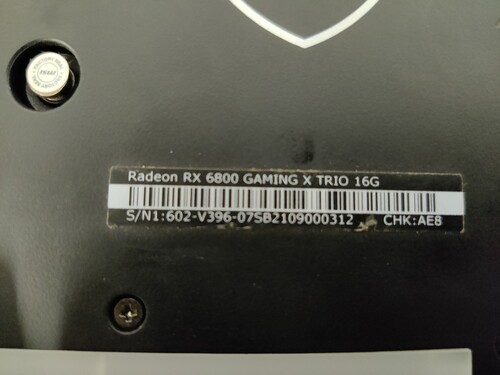 Radeon RX 6800 GAMING X TRIO 16G
S/N1:602-V396-07SB2109000312 CHK:AE8